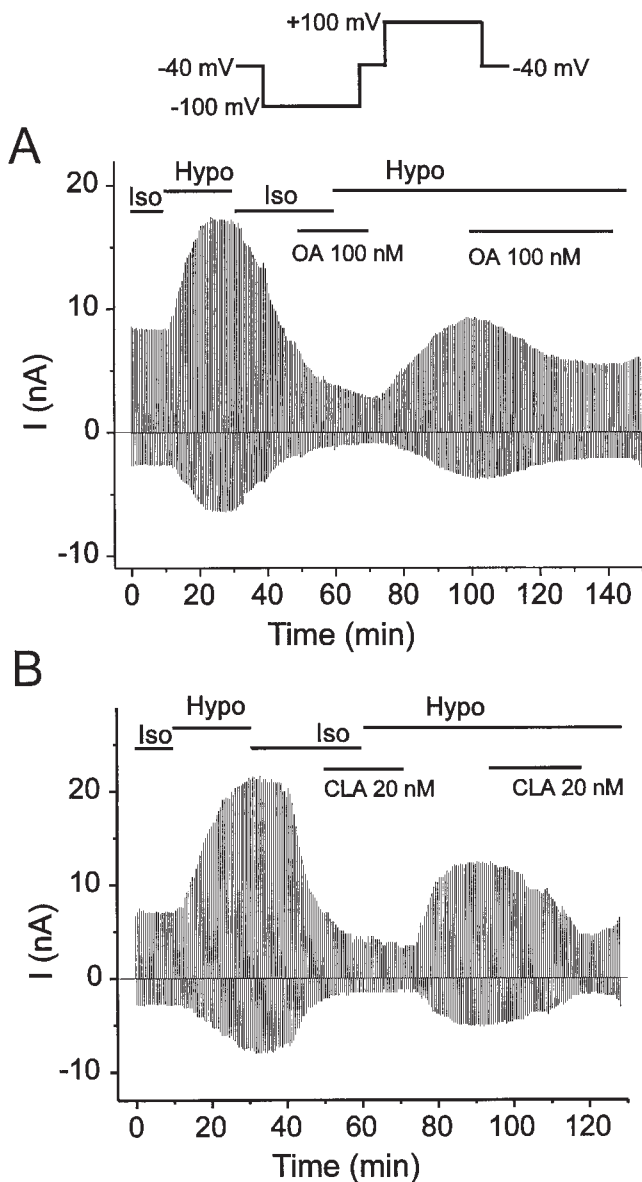 +100 mV
-40 mV
-40 mV
-100 mV
A
20
Hypo
Hypo
Iso
Iso
OA 100 nM
OA 100 nM
10
I (nA)
0
-10
0 20 40 60 80 100 120 140
Time (min)
B
Hypo
Hypo
Iso
Iso
CLA 20 nM
CLA 20 nM
20
10
I (nA)
0
-10
0 20 40 60 80 100 120
Time (min)